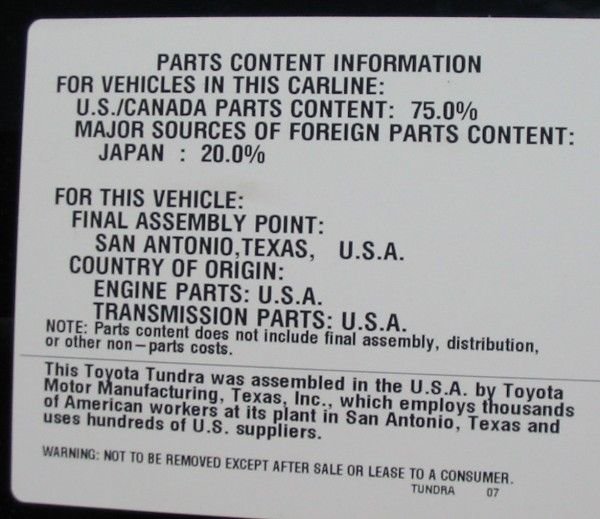 PARTS CONTENT INFORMATION
FOR VEHICLES IN THIS CARLINE:
U.S./CANADA PARTS CONTENT: 75.0%
MAJOR SOURCES OF FOREIGN PARTS CONTENT:
JAPAN : 20.0%
FOR THIS VEHICLE:
FINAL ASSEMBLY POINT:
SAN ANTONIO,TEXAS, U.S.A.
COUNTRY OF ORIGIN:
ENGINE PARTS: U.S.A.
TRANSMISSION PARTS: U.S.A.
NOTE: Parts content does not include final assembly, distribution,
or other non-parts costs.
This Toyota Tundra was assembled in the U.S.A. by Toyota
Motor Manufacturing, Texas, Inc., which employs thousands
of American workers at its plant in San Antonio, Texas and
uses hundreds of U.S. suppliers.
WARNING: NOT TO BE REMOVED EXCEPT AFTER SALE OR LEASE TO A CONSUMER.
TUNDRA 07